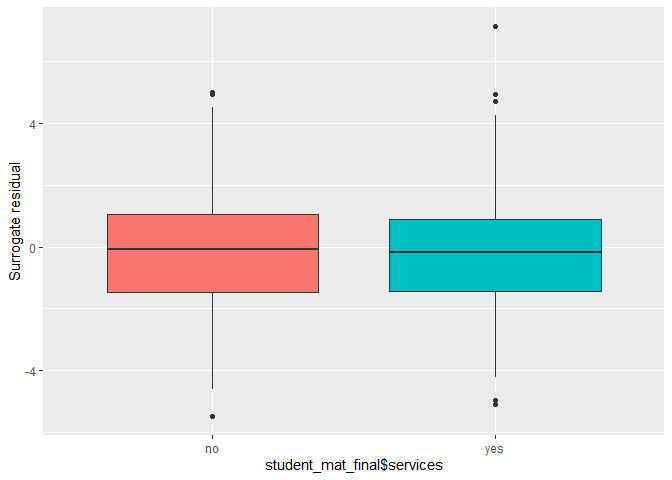 Surrogate residual
4
0
-4
no yes
student_mat_final$services